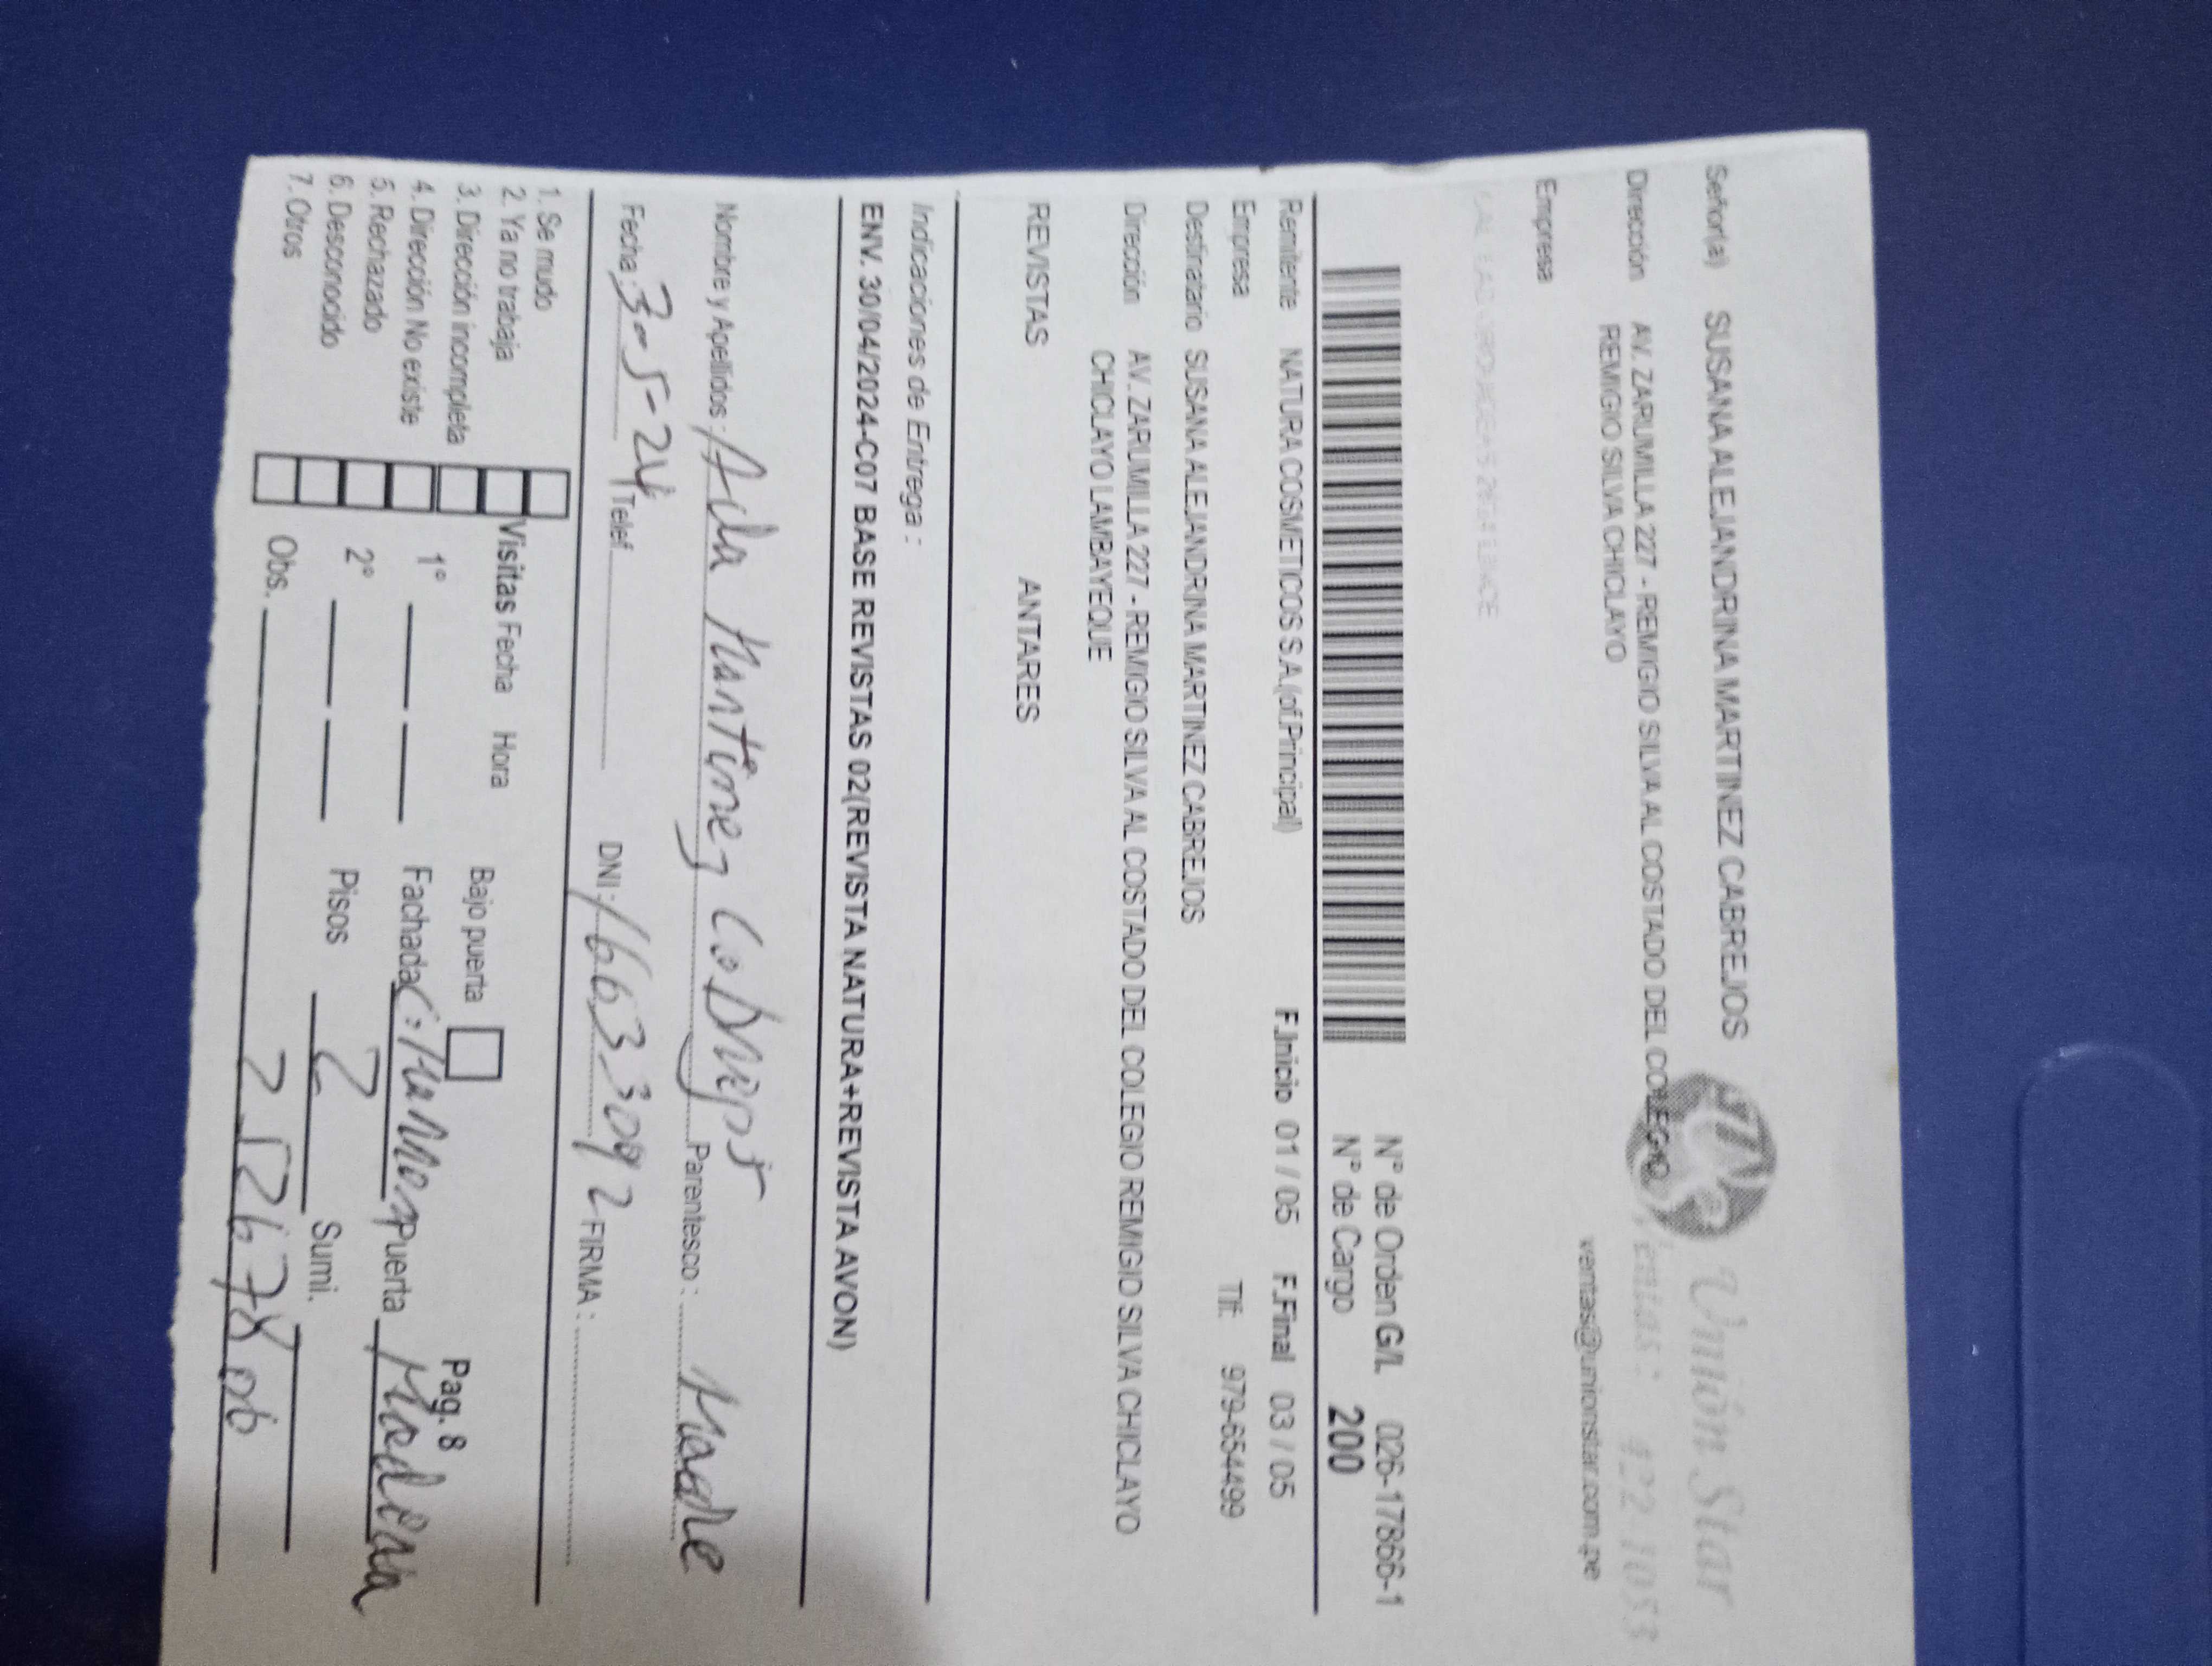 Señor(a) SUSANA ALEJANDRINA MARTINEZ CABREJOS
Unión Star
Dirección AV. ZARUMILLA 227 - REMIGIO SILVA AL COSTADO DEL COLEGIO
REMIGIO SILVA CHICLAYO
Ventas: 422 1053
ventas@unionstar.com.pe
Empresa
N° de Orden G/L 026-17866-1
N° de Cargo 200
Remitente NATURA COSMETICOS S.A.(of.Principal) F.Inicio 01 / 05 F.Final 03 / 05
Empresa Tlf: 979-654499
Destinatario SUSANA ALEJANDRINA MARTINEZ CABREJOS
Dirección AV. ZARUMILLA 227 - REMIGIO SILVA AL COSTADO DEL COLEGIO REMIGIO SILVA CHICLAYO
CHICLAYO LAMBAYEQUE
REVISTAS ANTARES
Indicaciones de Entrega :
ENV. 30/04/2024-C07 BASE REVISTAS 02(REVISTA NATURA+REVISTA AVON)
Nombre y Apellidos : Martinez Parentesco : Madre
Fecha : 3-5-24 Telef DNI : 16633092 FIRMA :
1. Se mudo
2. Ya no trabaja
3. Dirección incompleta
4. Dirección No existe
5. Rechazado
6. Desconocido
7. Otros
Visitas Fecha Hora
1°
2°
Obs.
Bajo puerta
Pag. 8
Fachada Puerta Madera
Pisos 2 Sumi.